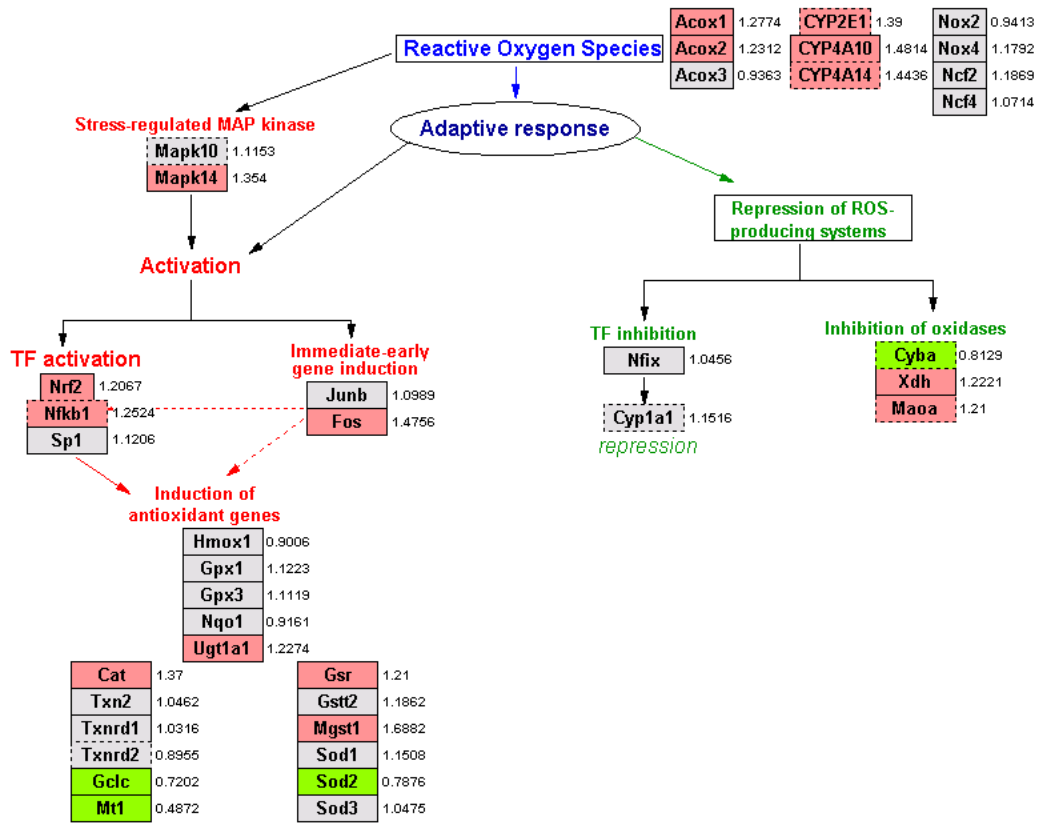 Reactive Oxygen Species
Acox1 1.2774
Acox2 1.2312
Acox3 0.9363
CYP2E1 1.39
CYP4A10 1.4814
CYP4A14 1.4436
Nox2 0.9413
Nox4 1.1792
Ncf2 1.1869
Ncf4 1.0714
Stress-regulated MAP kinase
Mapk10 1.1153
Mapk14 1.354
Adaptive response
Repression of ROS-
producing systems
Activation
TF activation
Nrf2 1.2067
Nfkb1 1.2524
Sp1 1.1206
Immediate-early
gene induction
Junb 1.0989
Fos 1.4756
TF inhibition
Nfix 1.0456
Cyp1a1 1.1516
repression
Inhibition of oxidases
Cyba 0.8129
Xdh 1.2221
Maoa 1.21
Induction of
antioxidant genes
Hmox1 0.9006
Gpx1 1.1223
Gpx3 1.1119
Nqo1 0.9161
Ugt1a1 1.2274
Cat 1.37
Txn2 1.0462
Txnrd1 1.0316
Txnrd2 0.8955
Gclc 0.7202
Mt1 0.4872
Gsr 1.21
Gstt2 1.1862
Mgst1 1.6882
Sod1 1.1508
Sod2 0.7876
Sod3 1.0475